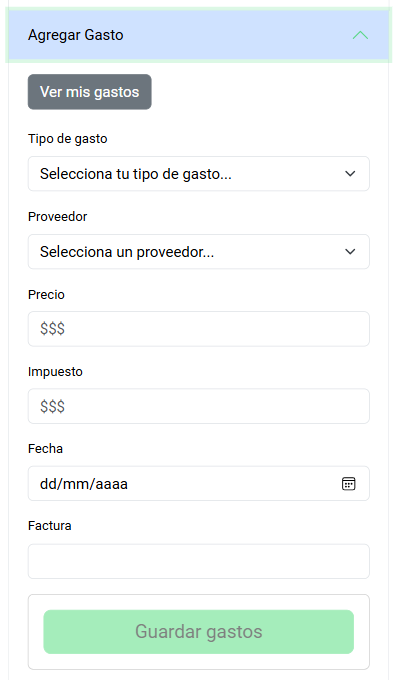 Agregar Gasto
Ver mis gastos
Tipo de gasto
Selecciona tu tipo de gasto...
Proveedor
Selecciona un proveedor...
Precio
$$$
Impuesto
$$$
Fecha
dd/mm/aaaa
Factura
Guardar gastos